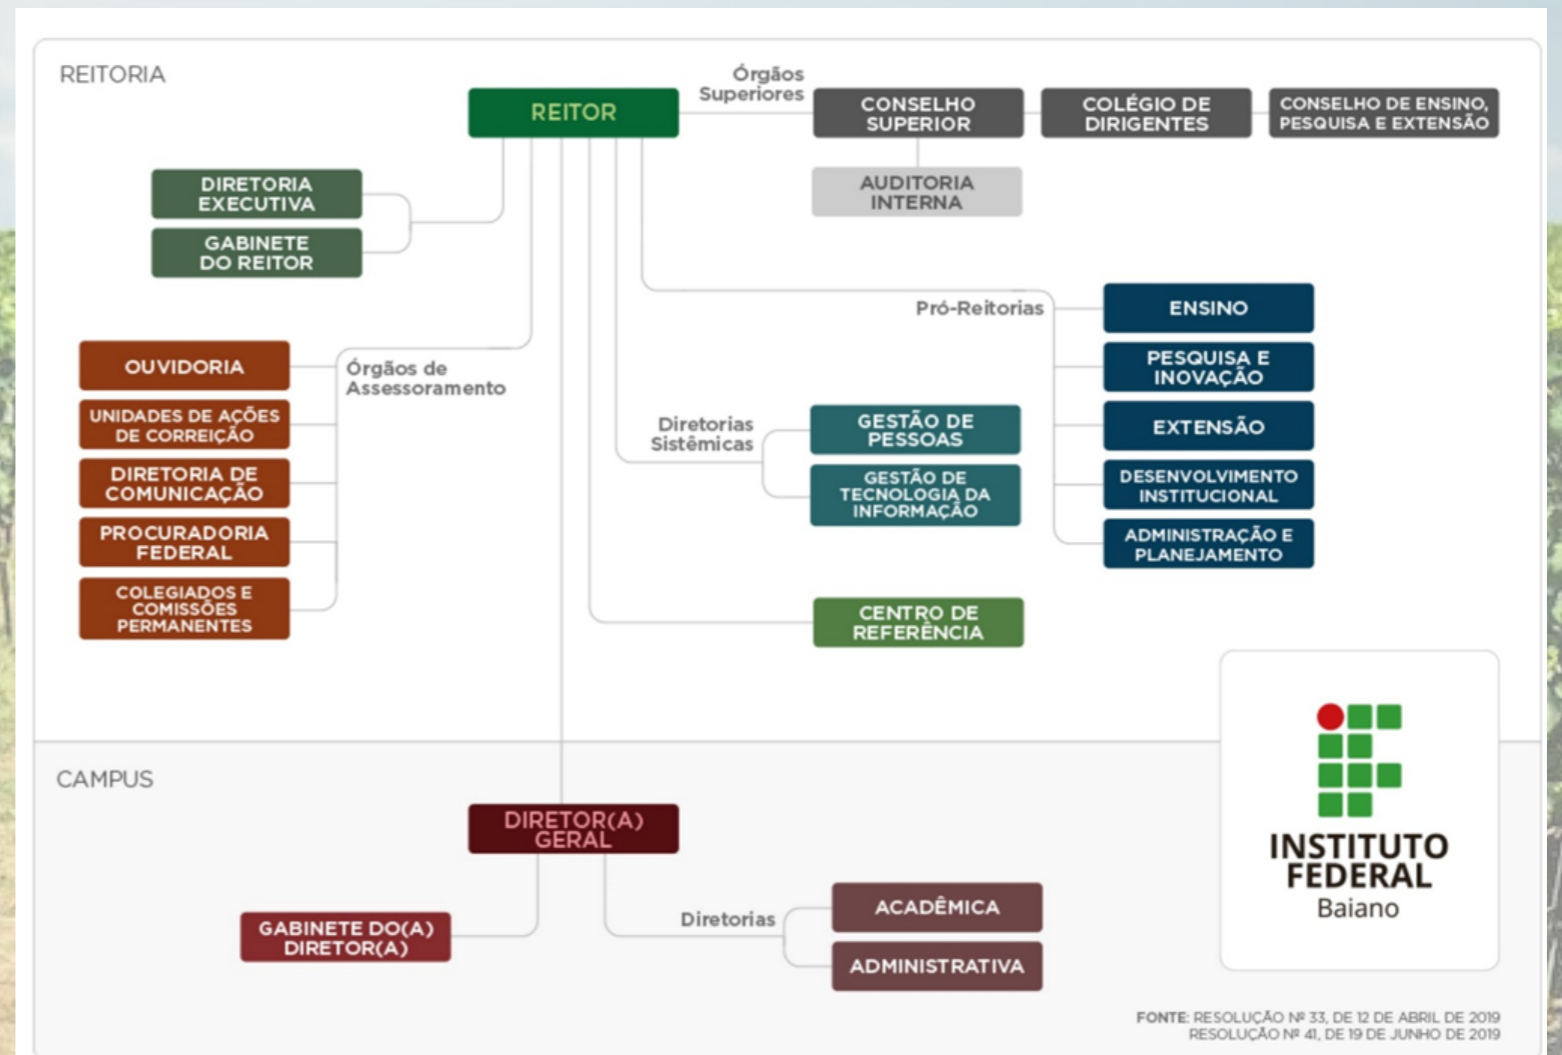 REITORIA
REITOR
Órgãos
Superiores
CONSELHO
SUPERIOR
COLÉGIO DE
DIRIGENTES
CONSELHO DE ENSINO,
PESQUISA E EXTENSÃO
AUDITORIA
INTERNA
DIRETORIA
EXECUTIVA
GABINETE
DO REITOR
Pró-Reitorias
ENSINO
PESQUISA E
INOVAÇÃO
EXTENSÃO
DESENVOLVIMENTO
INSTITUCIONAL
ADMINISTRAÇÃO E
PLANEJAMENTO
OUVIDORIA
UNIDADES DE AÇÕES
DE CORREIÇÃO
DIRETORIA DE
COMUNICAÇÃO
PROCURADORIA
FEDERAL
COLEGIADOS E
COMISSÕES
PERMANENTES
Órgãos de
Assessoramento
Diretorias
Sistêmicas
GESTÃO DE
PESSOAS
GESTÃO DE
TECNOLOGIA DA
INFORMAÇÃO
CENTRO DE
REFERÊNCIA
CAMPUS
DIRETOR(A)
GERAL
GABINETE DO(A)
DIRETOR(A)
Diretorias
ACADÊMICA
ADMINISTRATIVA
INSTITUTO
FEDERAL
Baiano
FONTE: RESOLUÇÃO Nº 33, DE 12 DE ABRIL DE 2019
RESOLUÇÃO Nº 41, DE 19 DE JUNHO DE 2019